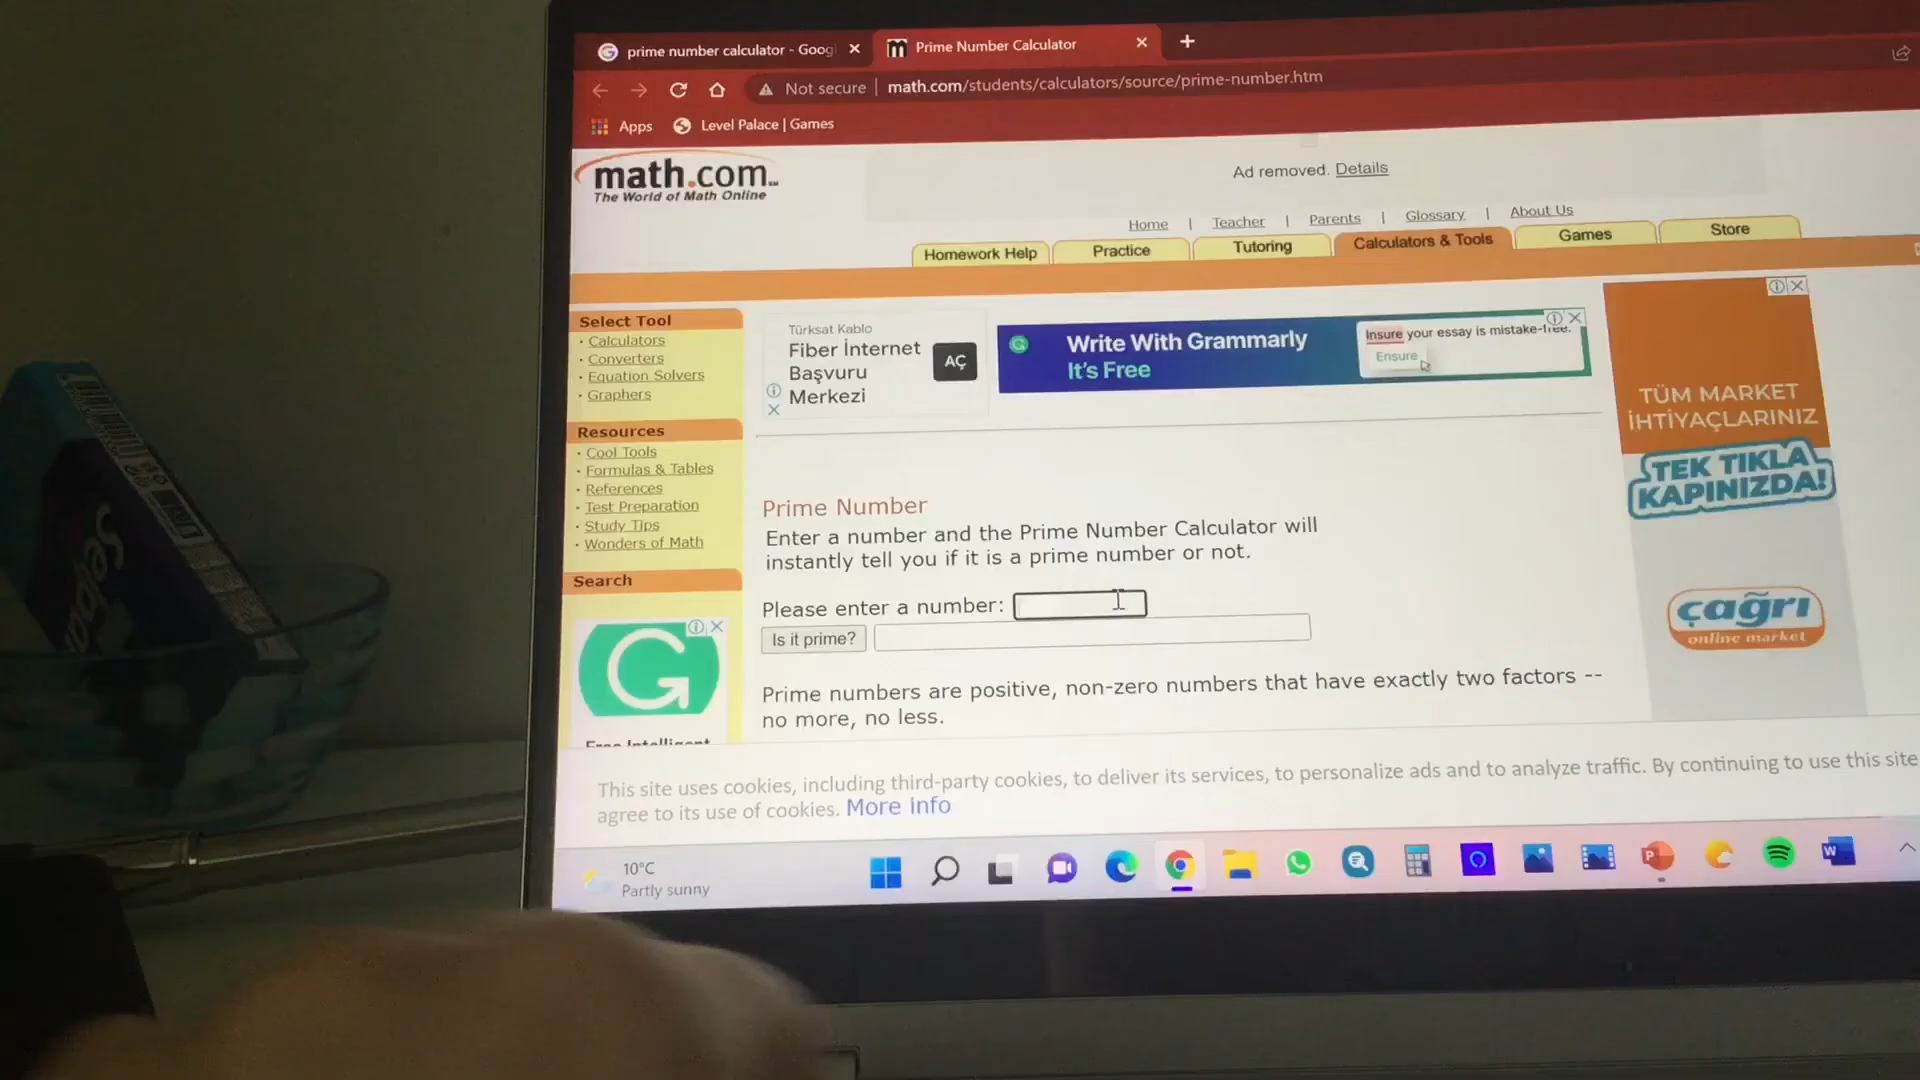 prime number calculator - Goog
Prime Number Calculator
Not secure
math.com/students/calculators/source/prime-number.htm
Apps
Level Palace | Games
math.com
The World of Math Online
Ad removed. Details
Home | Teacher | Parents | Glossary | About Us
Homework Help
Practice
Tutoring
Calculators & Tools
Games
Store
Select Tool
· Calculators
· Converters
· Equation Solvers
· Graphers
Resources
· Cool Tools
· Formulas & Tables
· References
· Test Preparation
· Study Tips
· Wonders of Math
Search
Türksat Kablo
Fiber İnternet
Başvuru
Merkezi
AÇ
Write With Grammarly
It's Free
Insure your essay is mistake-free.
Ensure
TÜM MARKET
İHTİYAÇLARINIZ
TEK TIKLA
KAPINIZDA!
çağrı
online market
Prime Number
Enter a number and the Prime Number Calculator will
instantly tell you if it is a prime number or not.
Please enter a number:
Is it prime?
Prime numbers are positive, non-zero numbers that have exactly two factors --
no more, no less.
Free Intelligent
This site uses cookies, including third-party cookies, to deliver its services, to personalize ads and to analyze traffic. By continuing to use this site
agree to its use of cookies. More Info
10°C
Partly sunny